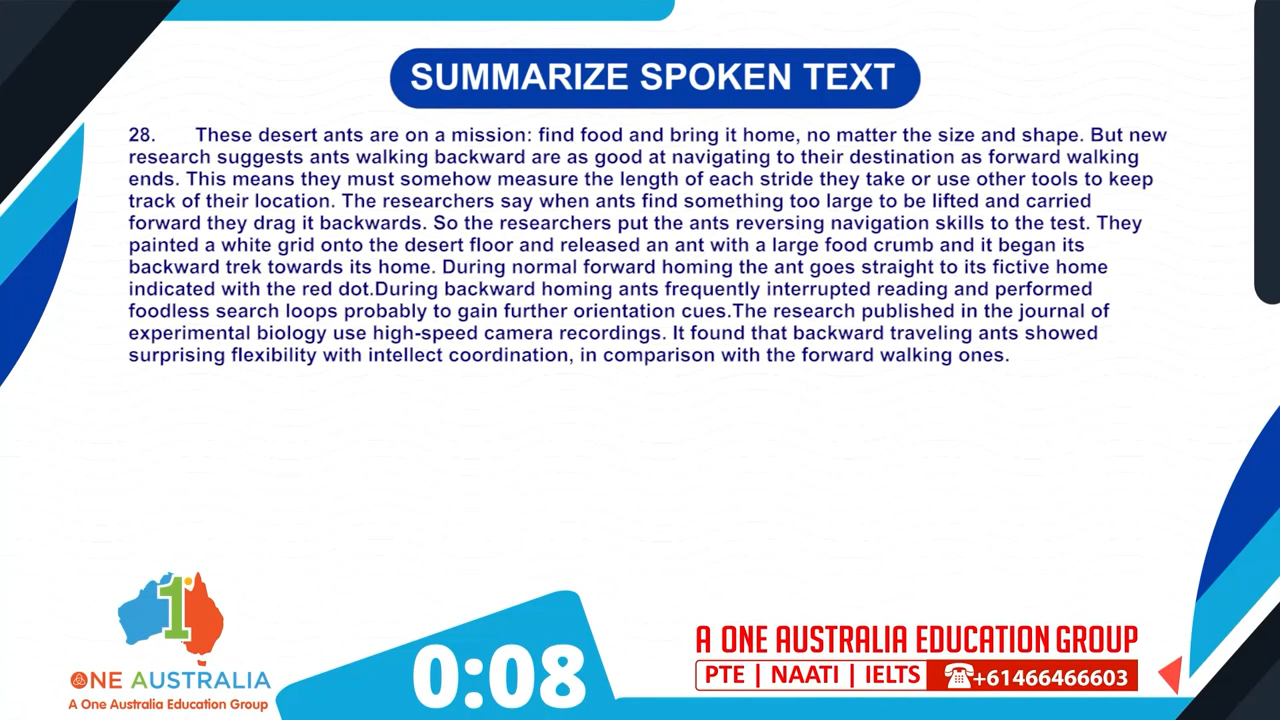 SUMMARIZE SPOKEN TEXT
28. These desert ants are on a mission: find food and bring it home, no matter the size and shape. But new
research suggests ants walking backward are as good at navigating to their destination as forward walking
ends. This means they must somehow measure the length of each stride they take or use other tools to keep
track of their location. The researchers say when ants find something too large to be lifted and carried
forward they drag it backwards. So the researchers put the ants reversing navigation skills to the test. They
painted a white grid onto the desert floor and released an ant with a large food crumb and it began its
backward trek towards its home. During normal forward homing the ant goes straight to its fictive home
indicated with the red dot.During backward homing ants frequently interrupted reading and performed
foodless search loops probably to gain further orientation cues.The research published in the journal of
experimental biology use high-speed camera recordings. It found that backward traveling ants showed
surprising flexibility with intellect coordination, in comparison with the forward walking ones.
1
ONE AUSTRALIA
A One Australia Education Group
0:08
A ONE AUSTRALIA EDUCATION GROUP
PTE | NAATI | IELTS +61466466603